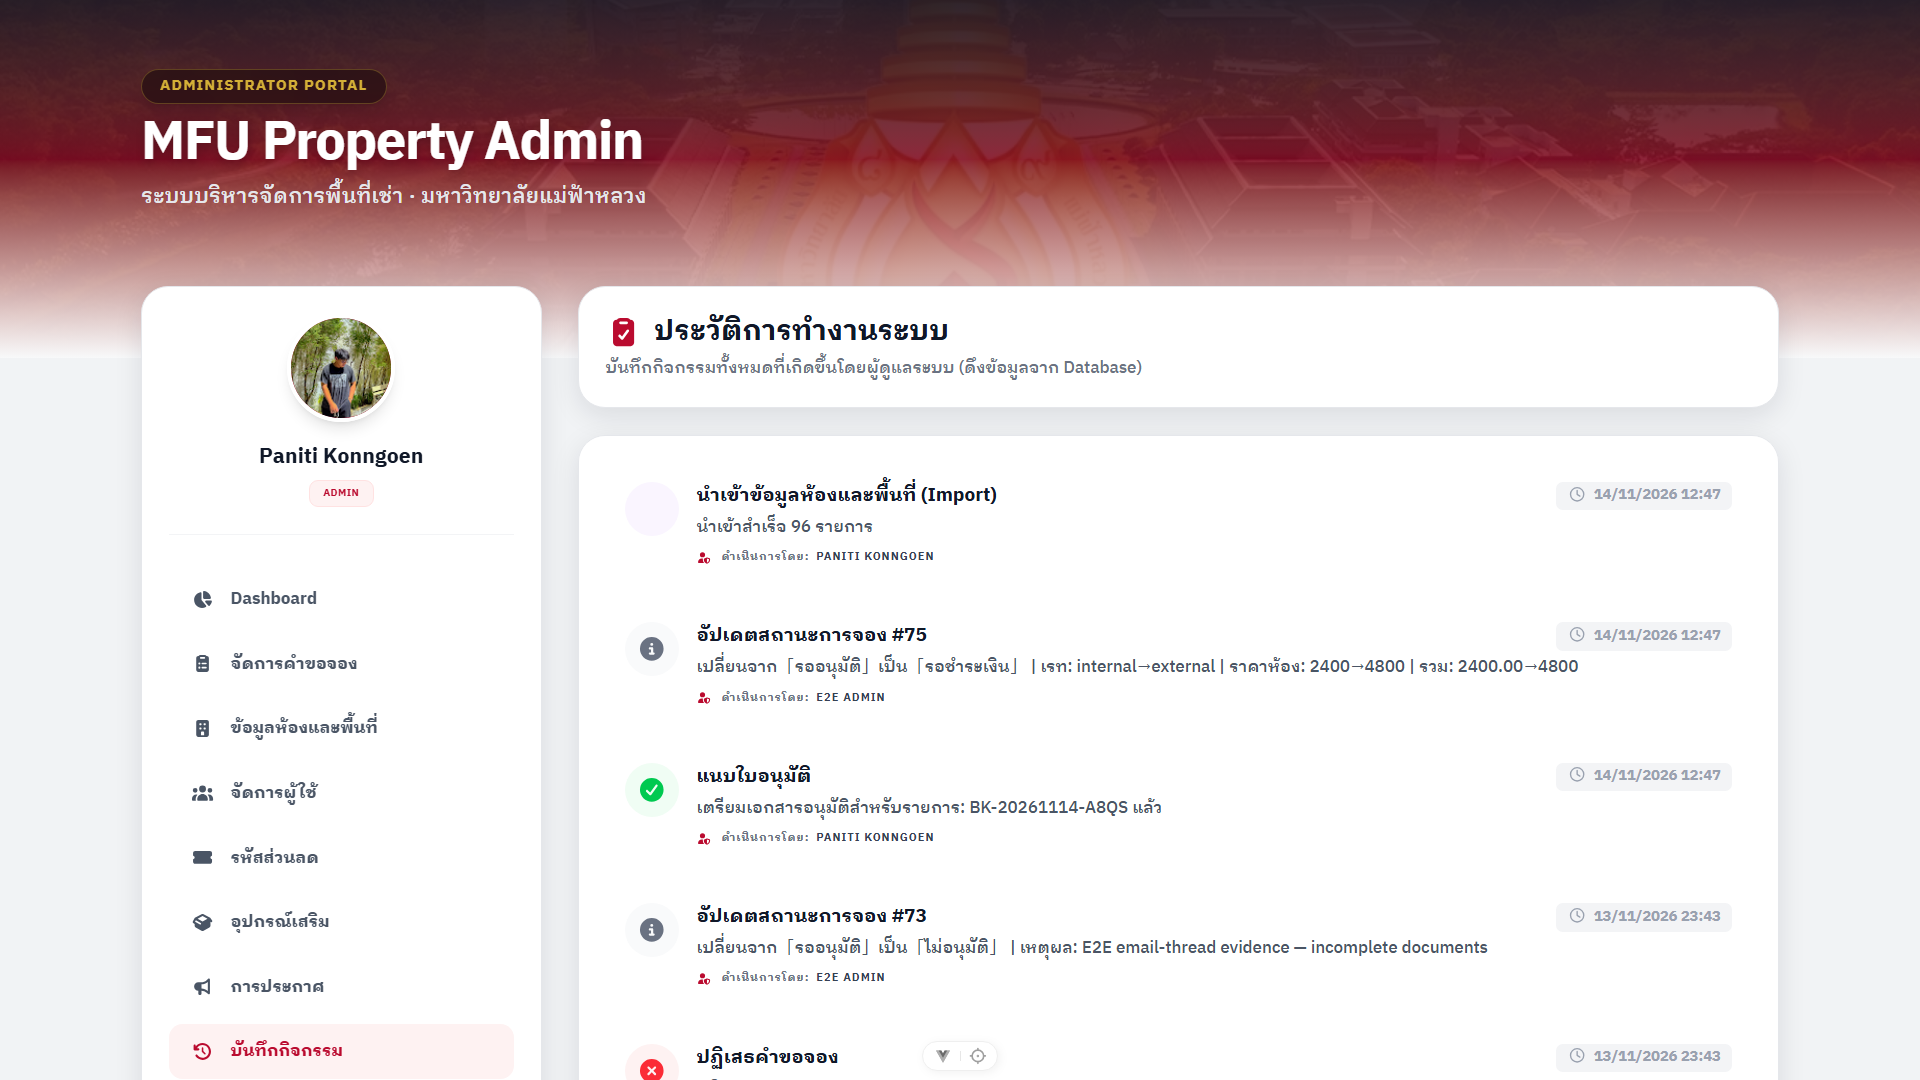 ADMINISTRATOR PORTAL
MFU Property Admin
ระบบบริหารจัดการพื้นที่เช่า · มหาวิทยาลัยแม่ฟ้าหลวง
Paniti Konngoen
ADMIN
Dashboard
จัดการคำขอจอง
ข้อมูลห้องและพื้นที่
จัดการผู้ใช้
รหัสส่วนลด
อุปกรณ์เสริม
การประกาศ
บันทึกกิจกรรม
ประวัติการทำงานระบบ
บันทึกกิจกรรมทั้งหมดที่เกิดขึ้นโดยผู้ดูแลระบบ (ดึงข้อมูลจาก Database)
นำเข้าข้อมูลห้องและพื้นที่ (Import)
14/11/2026 12:47
นำเข้าสำเร็จ 96 รายการ
ดำเนินการโดย: PANITI KONNGOEN
อัปเดตสถานะการจอง #75
14/11/2026 12:47
เปลี่ยนจาก「รออนุมัติ」เป็น「รอชำระเงิน」 | เรท: internal→external | ราคาห้อง: 2400→4800 | รวม: 2400.00→4800
ดำเนินการโดย: E2E ADMIN
แนบใบอนุมัติ
14/11/2026 12:47
เตรียมเอกสารอนุมัติสำหรับรายการ: BK-20261114-A8QS แล้ว
ดำเนินการโดย: PANITI KONNGOEN
อัปเดตสถานะการจอง #73
13/11/2026 23:43
เปลี่ยนจาก「รออนุมัติ」เป็น「ไม่อนุมัติ」 | เหตุผล: E2E email-thread evidence — incomplete documents
ดำเนินการโดย: E2E ADMIN
ปฏิเสธคำขอจอง
13/11/2026 23:43